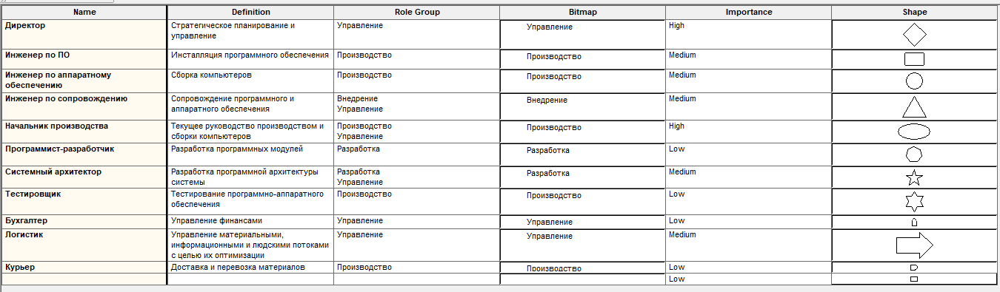 Name Definition Role Group Bitmap Importance Shape
Директор Стратегическое планирование и Управление Управление High
управление
Инженер по ПО Инсталляция программного обеспечения Производство Производство Medium
Инженер по аппаратному Сборка компьютеров Производство Производство Medium
обеспечению
Инженер по сопровождению Сопровождение программного и Внедрение Внедрение Medium
аппаратного обеспечения Управление
Начальник производства Текущее руководство производством и Производство Производство High
сборки компьютеров Управление
Программист-разработчик Разработка программных модулей Разработка Разработка Low
Системный архитектор Разработка программной архитектуры Разработка Разработка Medium
системы Управление
Тестировщик Тестирование программно-аппаратного Производство Производство Low
обеспечения
Бухгалтер Управление финансами Управление Управление Low
Логистик Управление материальными, Управление Управление Medium
информационными и людскими потоками
с целью их оптимизации
Курьер Доставка и перевозка материалов Производство Производство Low
Low